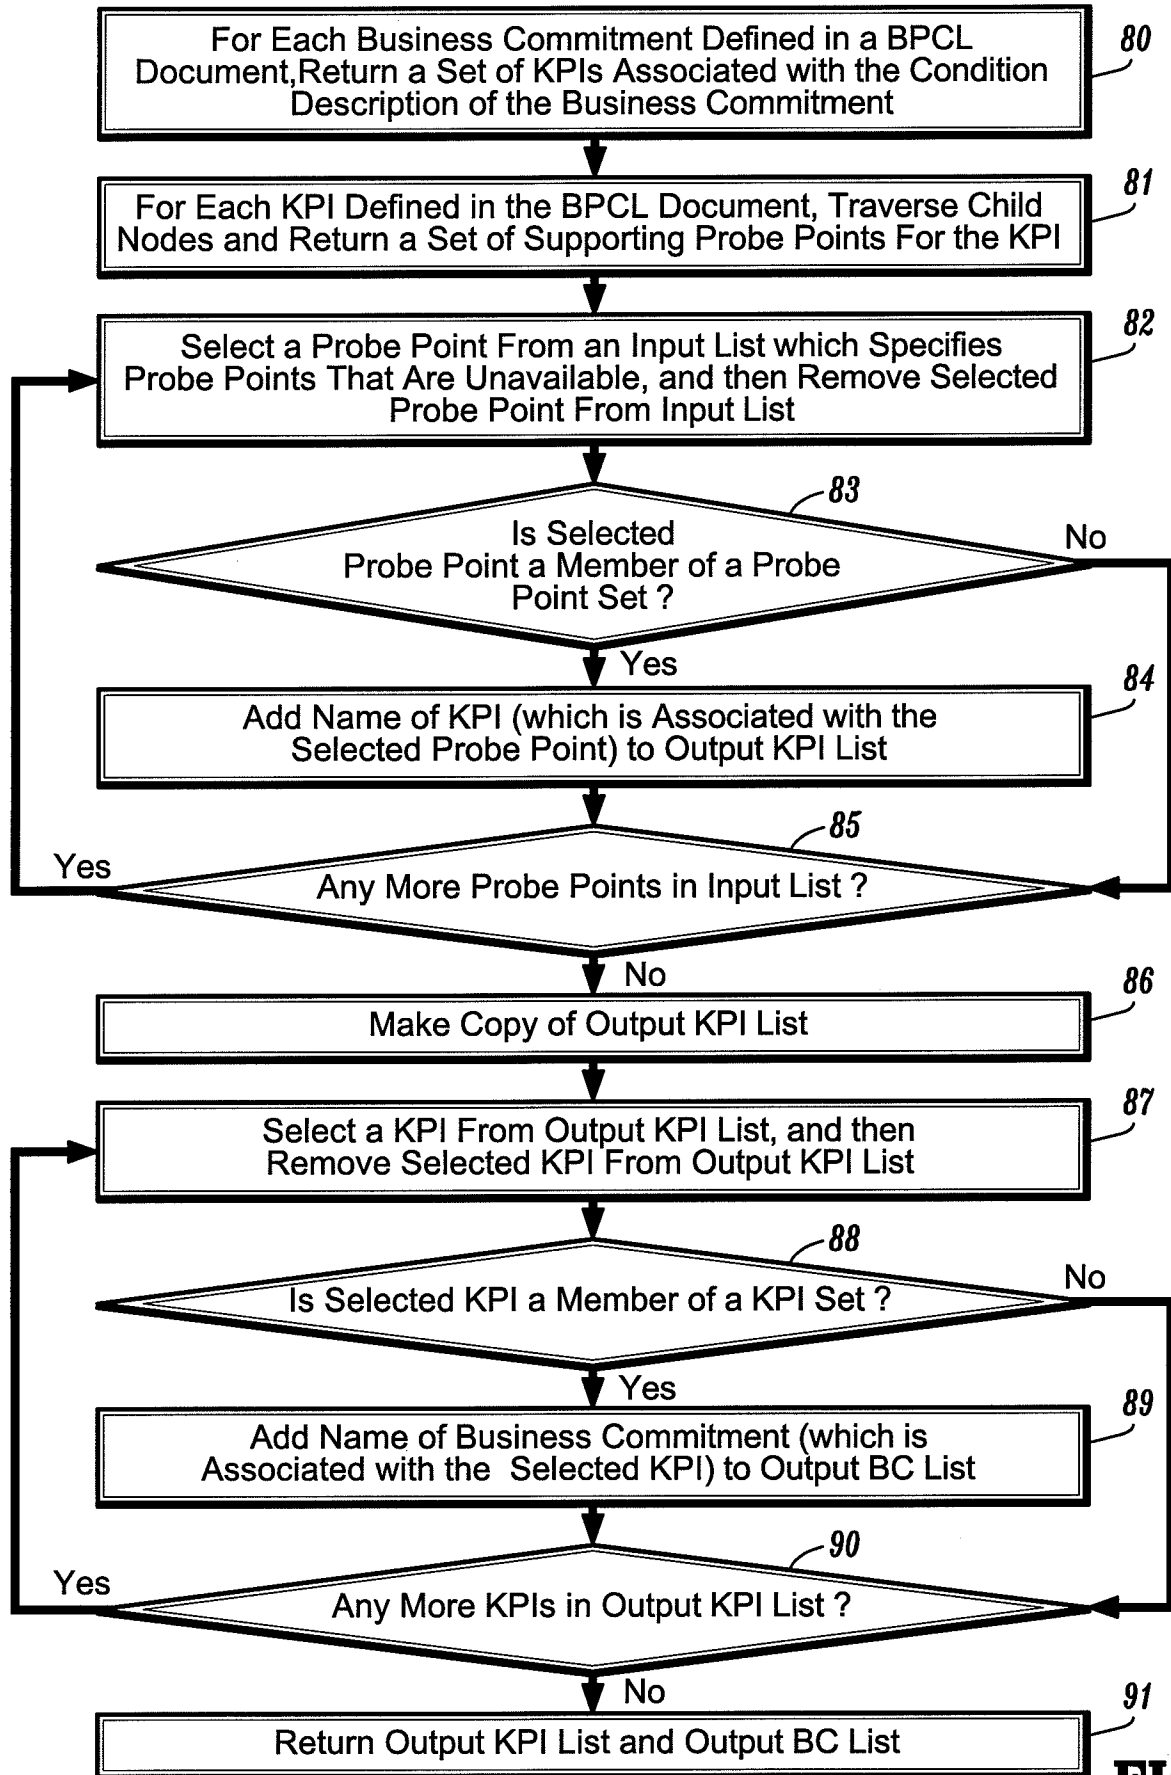 For Each Business Commitment Defined in a BPCL
Document,Return a Set of KPIs Associated with the Condition
Description of the Business Commitment
80
For Each KPI Defined in the BPCL Document, Traverse Child
Nodes and Return a Set of Supporting Probe Points For the KPI
81
Select a Probe Point From an Input List which Specifies
Probe Points That Are Unavailable, and then Remove Selected
Probe Point From Input List
82
83
Is Selected
Probe Point a Member of a Probe
Point Set ?
No
Yes
84
Add Name of KPI (which is Associated with the
Selected Probe Point) to Output KPI List
85
Yes
Any More Probe Points in Input List ?
No
86
Make Copy of Output KPI List
87
Select a KPI From Output KPI List, and then
Remove Selected KPI From Output KPI List
88
No
Is Selected KPI a Member of a KPI Set ?
Yes
89
Add Name of Business Commitment (which is
Associated with the Selected KPI) to Output BC List
90
Yes
Any More KPIs in Output KPI List ?
No
91
Return Output KPI List and Output BC List